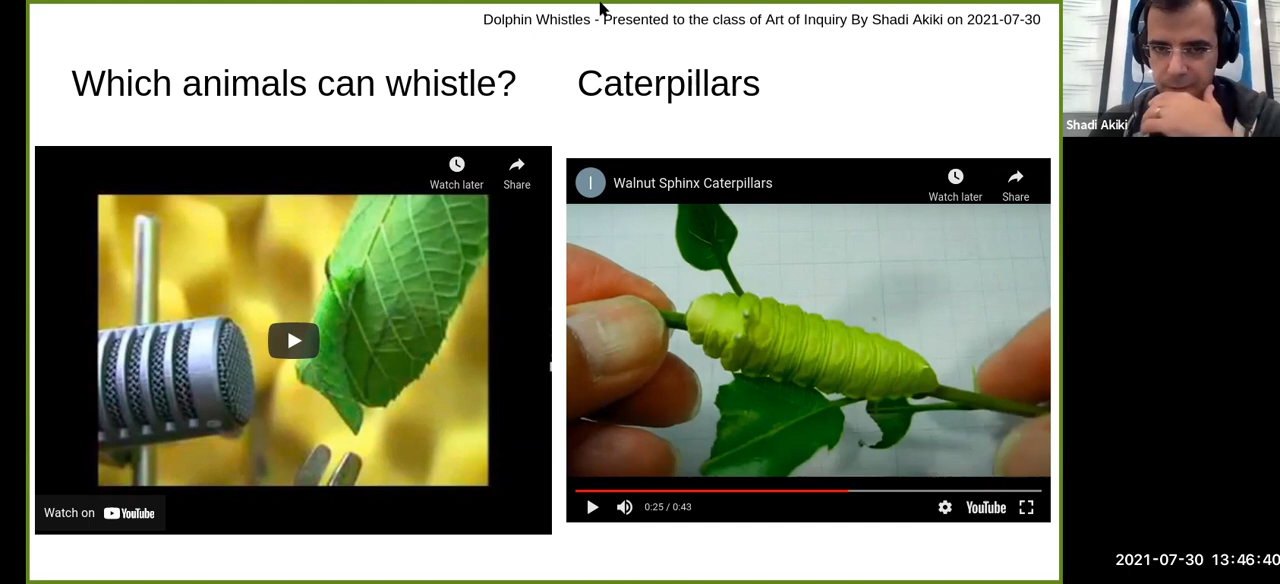 Dolphin Whistles - Presented to the class of Art of Inquiry By Shadi Akiki on 2021-07-30
Which animals can whistle?
Caterpillars
Shadi Akiki
Watch later
Share
I
Walnut Sphinx Caterpillars
Watch later
Share
Watch on YouTube
0:25 / 0:43
YouTube
2021-07-30 13:46:40